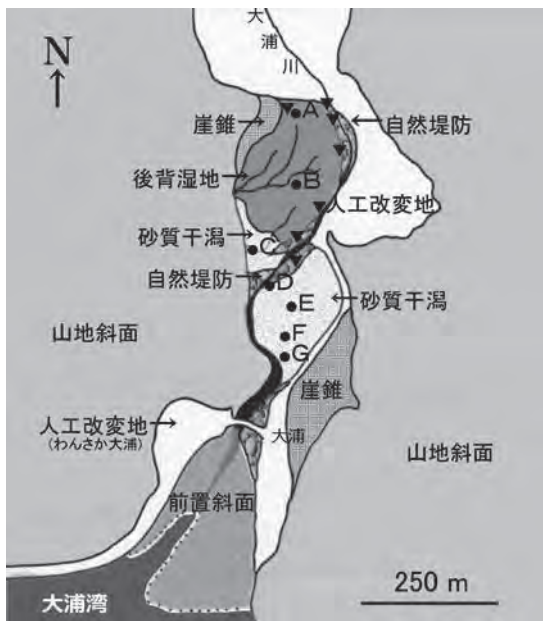 大浦川
N
崖錐
A
自然堤防
後背湿地
B
人工改変地
砂質干潟
C
自然堤防
D
E
砂質干潟
F
G
山地斜面
崖錐
人工改変地
(わんさか大浦)
大浦
山地斜面
前置斜面
250 m
大浦湾